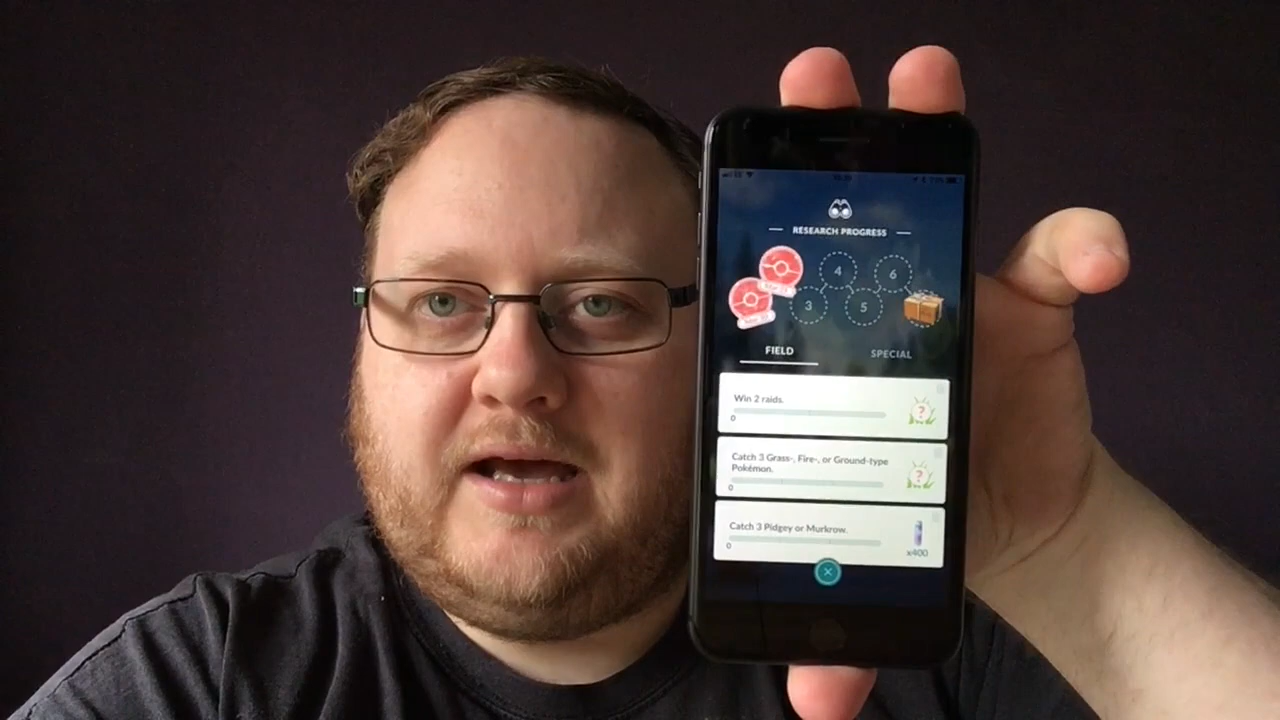 RESEARCH PROGRESS
4
6
3
5
FIELD
SPECIAL
Win 2 raids.
0
?
Catch 3 Grass-, Fire-, or Ground-type
Pokémon.
0
?
Catch 3 Pidgey or Murkrow.
0
x400